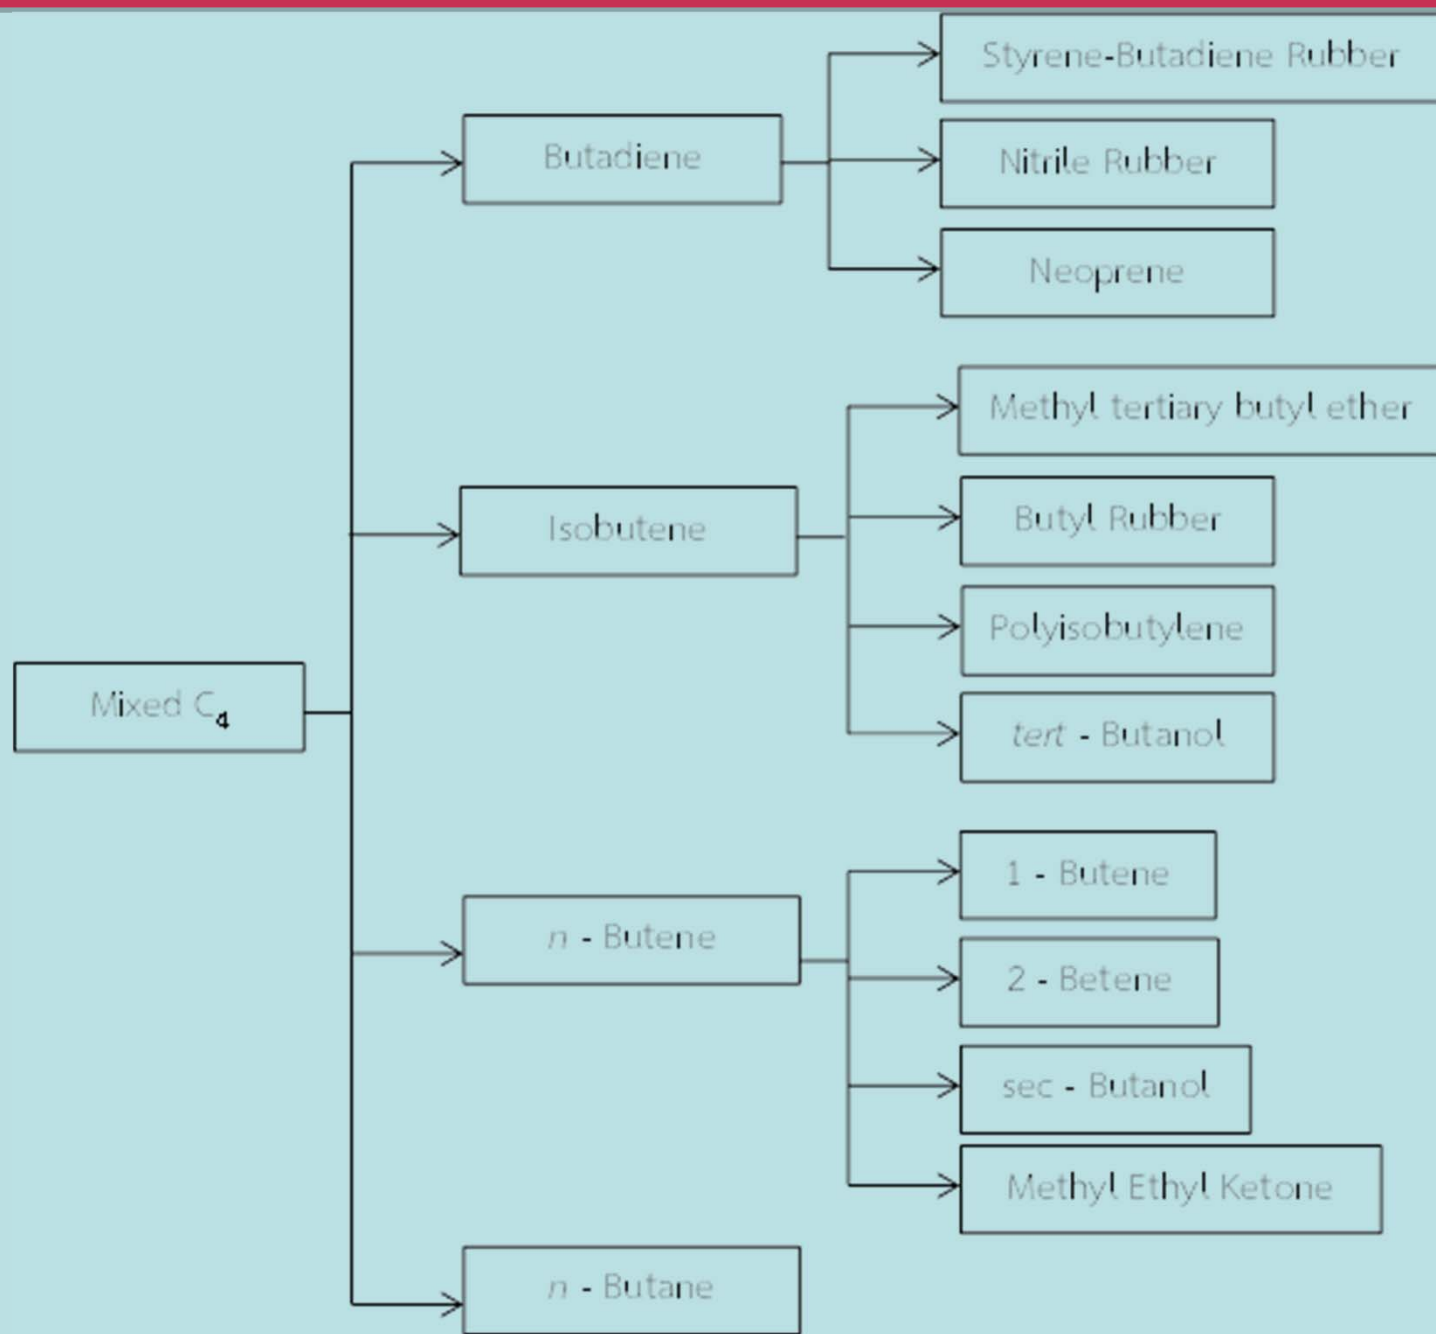 Styrene-Butadiene Rubber
Butadiene
Nitrile Rubber
Neoprene
Methyl tertiary butyl ether
Isobutene
Butyl Rubber
Polyisobutylene
Mixed C₄
tert - Butanol
1 - Butene
n - Butene
2 - Betene
sec - Butanol
Methyl Ethyl Ketone
n - Butane